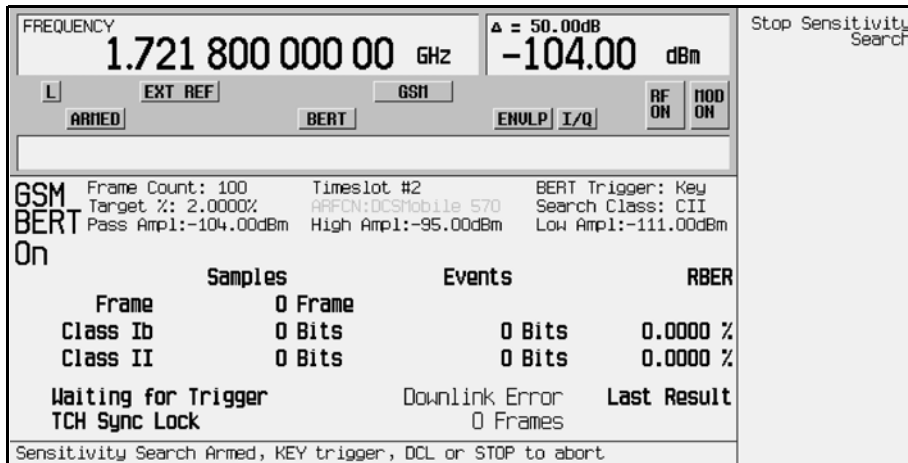 FREQUENCY
1.721 800 000 00 GHz
Δ = 50.00dB
-104.00 dBm
Stop Sensitivity
Search
L EXT REF GSM RF ON MOD ON
ARMED BERT ENVLP I/Q
GSM BERT On
Frame Count: 100 Timeslot #2 BERT Trigger: Key
Target %: 2.0000% ARFCN:DCSMobile 570 Search Class: CII
Pass Ampl:-104.00dBm High Ampl:-95.00dBm Low Ampl:-111.00dBm
Samples Events RBER
Frame 0 Frame
Class Ib 0 Bits 0 Bits 0.0000 %
Class II 0 Bits 0 Bits 0.0000 %
Waiting for Trigger Downlink Error Last Result
TCH Sync Lock 0 Frames
Sensitivity Search Armed, KEY trigger, DCL or STOP to abort